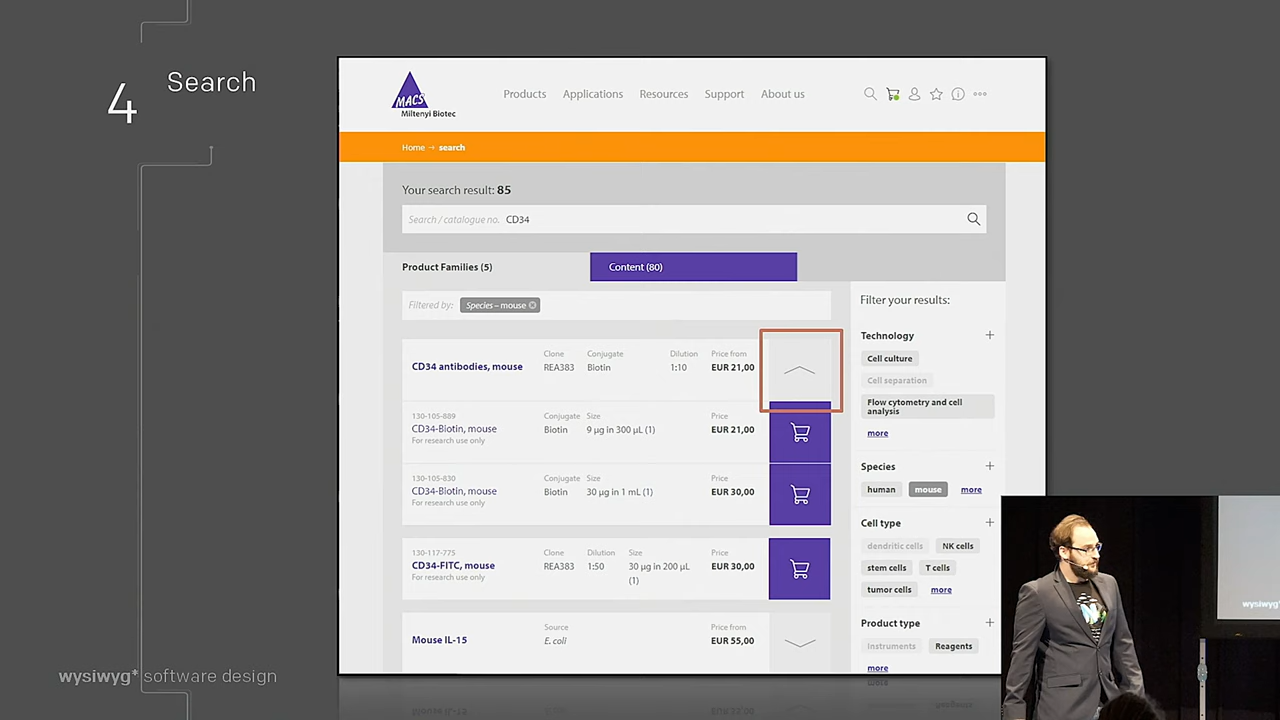 4
Search
MACS
Miltenyi Biotec
Products
Applications
Resources
Support
About us
Home → search
Your search result: 85
Search / catalogue no. CD34
Product Families (5)
Content (80)
Filtered by: Species – mouse
CD34 antibodies, mouse
Clone
REA383
Conjugate
Biotin
Dilution
1:10
Price from
EUR 21,00
130-105-889
CD34-Biotin, mouse
For research use only
Conjugate
Biotin
Size
9 µg in 300 µL (1)
Price
EUR 21,00
130-105-830
CD34-Biotin, mouse
For research use only
Conjugate
Biotin
Size
30 µg in 1 mL (1)
Price
EUR 30,00
130-117-775
CD34-FITC, mouse
For research use only
Clone
REA383
Dilution
1:50
Size
30 µg in 200 µL
(1)
Price
EUR 30,00
Mouse IL-15
Source
E. coli
Price from
EUR 55,00
Filter your results:
Technology
Cell culture
Cell separation
Flow cytometry and cell
analysis
more
Species
human
mouse
more
Cell type
dendritic cells
NK cells
stem cells
T cells
tumor cells
more
Product type
Instruments
Reagents
more
wysiwyg* software design
wysiwyg*